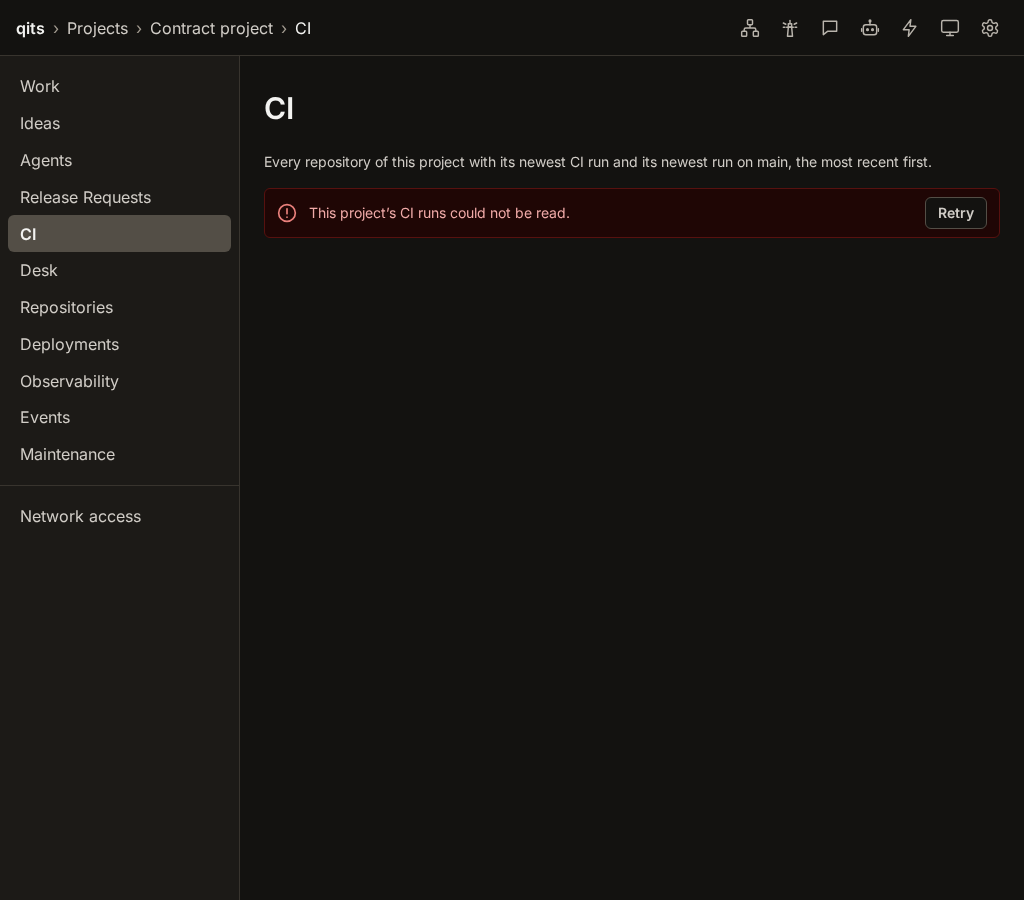 qits › Projects › Contract project › CI
Work
Ideas
Agents
Release Requests
CI
Desk
Repositories
Deployments
Observability
Events
Maintenance
Network access
CI
Every repository of this project with its newest CI run and its newest run on main, the most recent first.
This project’s CI runs could not be read.
Retry